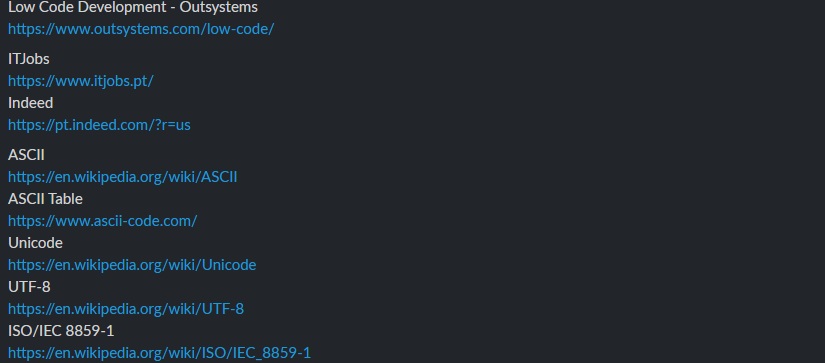 Low Code Development - Outsystems
https://www.outsystems.com/low-code/
ITJobs
https://www.itjobs.pt/
Indeed
https://pt.indeed.com/?r=us
ASCII
https://en.wikipedia.org/wiki/ASCII
ASCII Table
https://www.ascii-code.com/
Unicode
https://en.wikipedia.org/wiki/Unicode
UTF-8
https://en.wikipedia.org/wiki/UTF-8
ISO/IEC 8859-1
https://en.wikipedia.org/wiki/ISO/IEC_8859-1